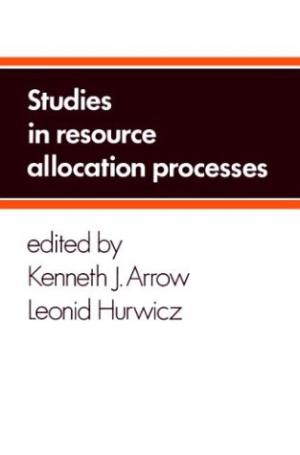 Studies
in resource
allocation processes
edited by
Kenneth J. Arrow
Leonid Hurwicz